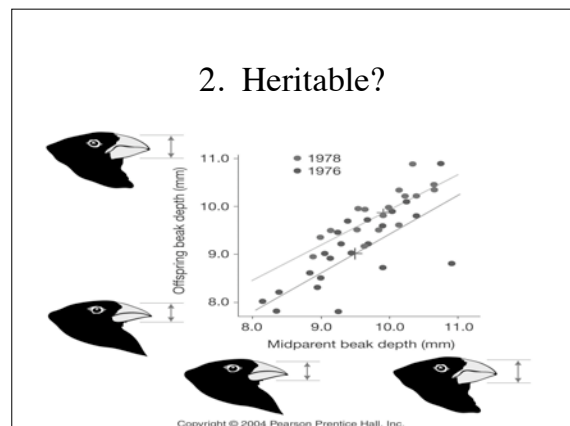 2. Heritable?
Offspring beak depth (mm)
11.0
10.0
9.0
8.0
1978
1976
8.0 9.0 10.0 11.0
Midparent beak depth (mm)
Copyright © 2004 Pearson Prentice Hall, Inc.